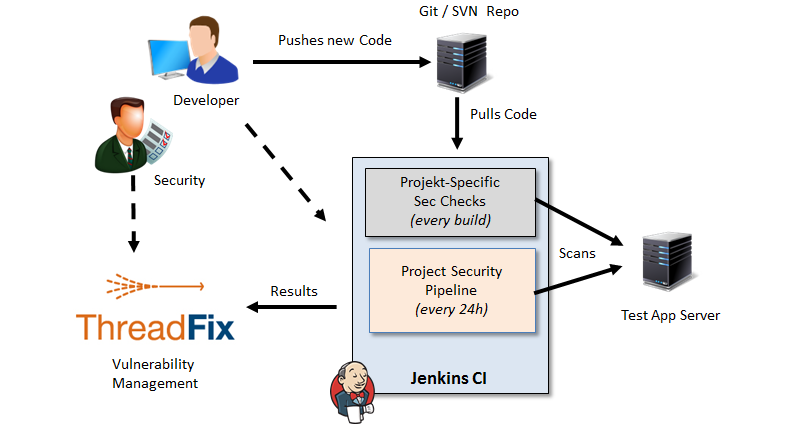 Git / SVN Repo
Pushes new Code
Developer
Pulls Code
Security
Projekt-Specific
Sec Checks
(every build)
Scans
Project Security
Pipeline
(every 24h)
Results
ThreadFix
Test App Server
Vulnerability
Management
Jenkins CI